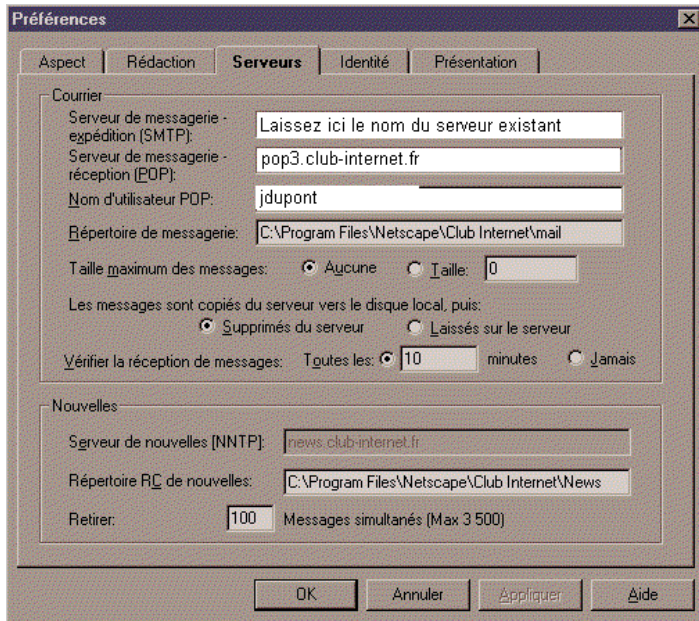 Préférences
Aspect Rédaction Serveurs Identité Présentation
Courrier
Serveur de messagerie -
expédition (SMTP): Laissez ici le nom du serveur existant
Serveur de messagerie -
réception (POP): pop3.club-internet.fr
Nom d'utilisateur POP: jdupont
Répertoire de messagerie: C:\Program Files\Netscape\Club Internet\mail
Taille maximum des messages: Aucune Taille: 0
Les messages sont copiés du serveur vers le disque local, puis:
Supprimés du serveur Laissés sur le serveur
Vérifier la réception de messages: Toutes les: 10 minutes Jamais
Nouvelles
Serveur de nouvelles (NNTP): news.club-internet.fr
Répertoire RC de nouvelles: C:\Program Files\Netscape\Club Internet\News
Retirer: 100 Messages simultanés (Max 3 500)
OK Annuler Appliquer Aide